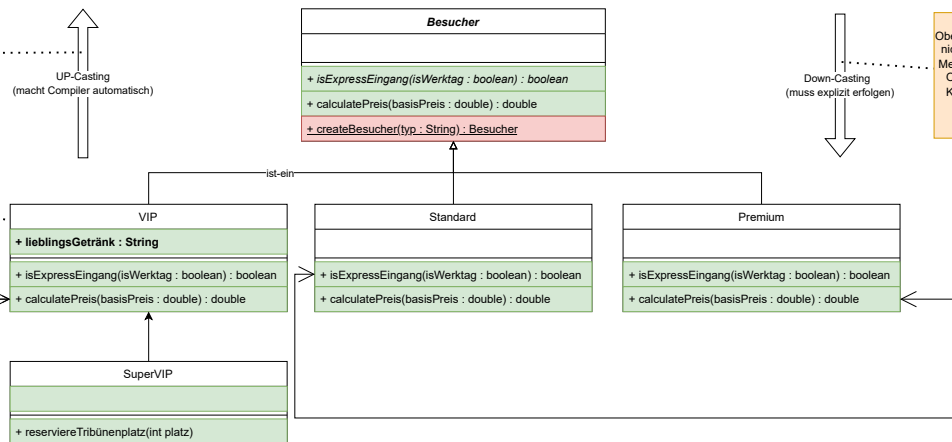 Besucher
+ isExpressEingang(isWerktag : boolean) : boolean
+ calculatePreis(basisPreis : double) : double
+ createBesucher(typ : String) : Besucher
UP-Casting
(macht Compiler automatisch)
Down-Casting
(muss explizit erfolgen)
ist-ein
VIP
+ lieblingsGetränk : String
+ isExpressEingang(isWerktag : boolean) : boolean
+ calculatePreis(basisPreis : double) : double
Standard
+ isExpressEingang(isWerktag : boolean) : boolean
+ calculatePreis(basisPreis : double) : double
Premium
+ isExpressEingang(isWerktag : boolean) : boolean
+ calculatePreis(basisPreis : double) : double
SuperVIP
+ reserviereTribünenplatz(int platz)